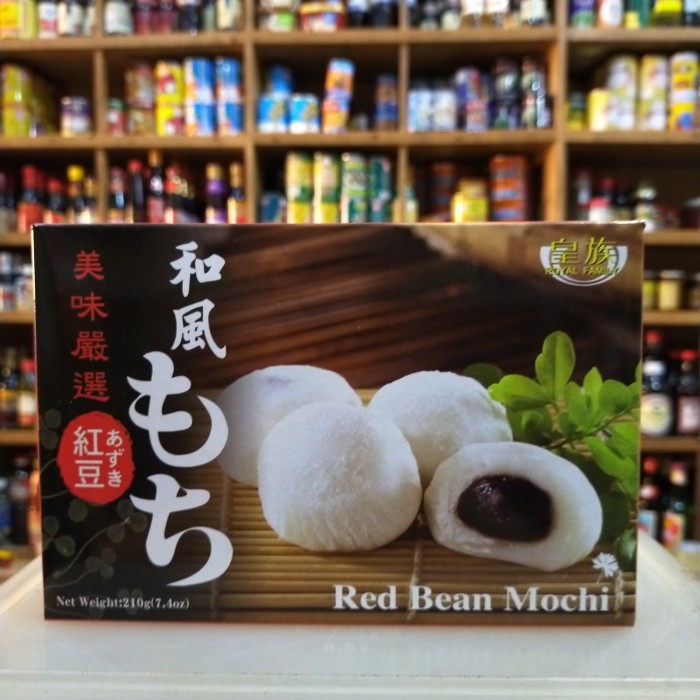 美味嚴選
和風
もち
あずき
紅豆
皇族
ROYAL FAMILY
Red Bean Mochi
Net Weight:210g(7.4oz)